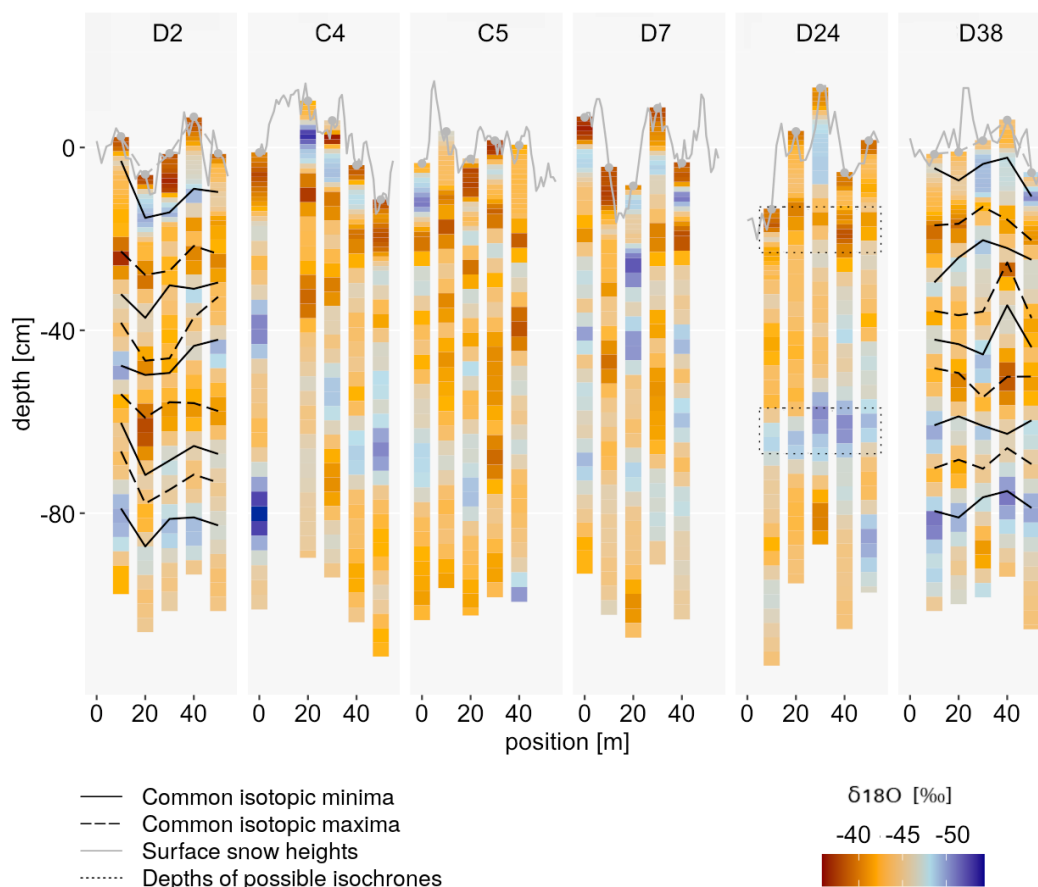 D2 C4 C5 D7 D24 D38
0
-40
-80
depth [cm]
0 20 40 0 20 40 0 20 40 0 20 40 0 20 40 0 20 40
position [m]
Common isotopic minima
Common isotopic maxima
Surface snow heights
Depths of possible isochrones
δ18O [‰]
-40 -45 -50